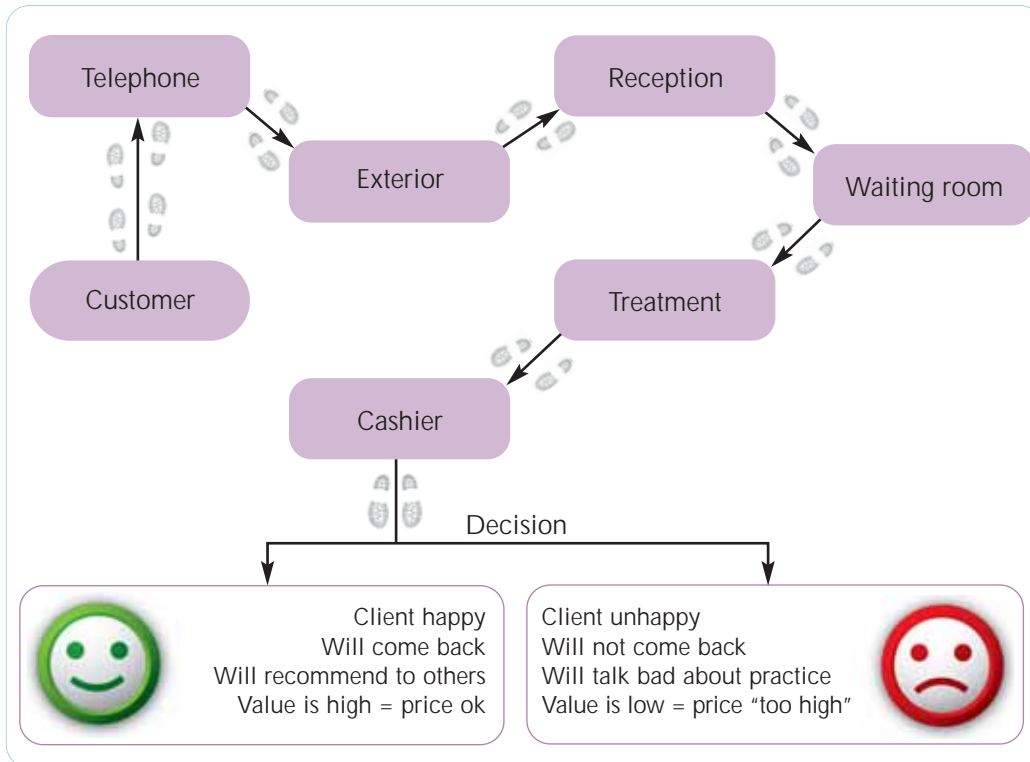 Telephone
Reception
Exterior
Waiting room
Customer
Treatment
Cashier
Decision
Client happy
Will come back
Will recommend to others
Value is high = price ok
Client unhappy
Will not come back
Will talk bad about practice
Value is low = price “too high”